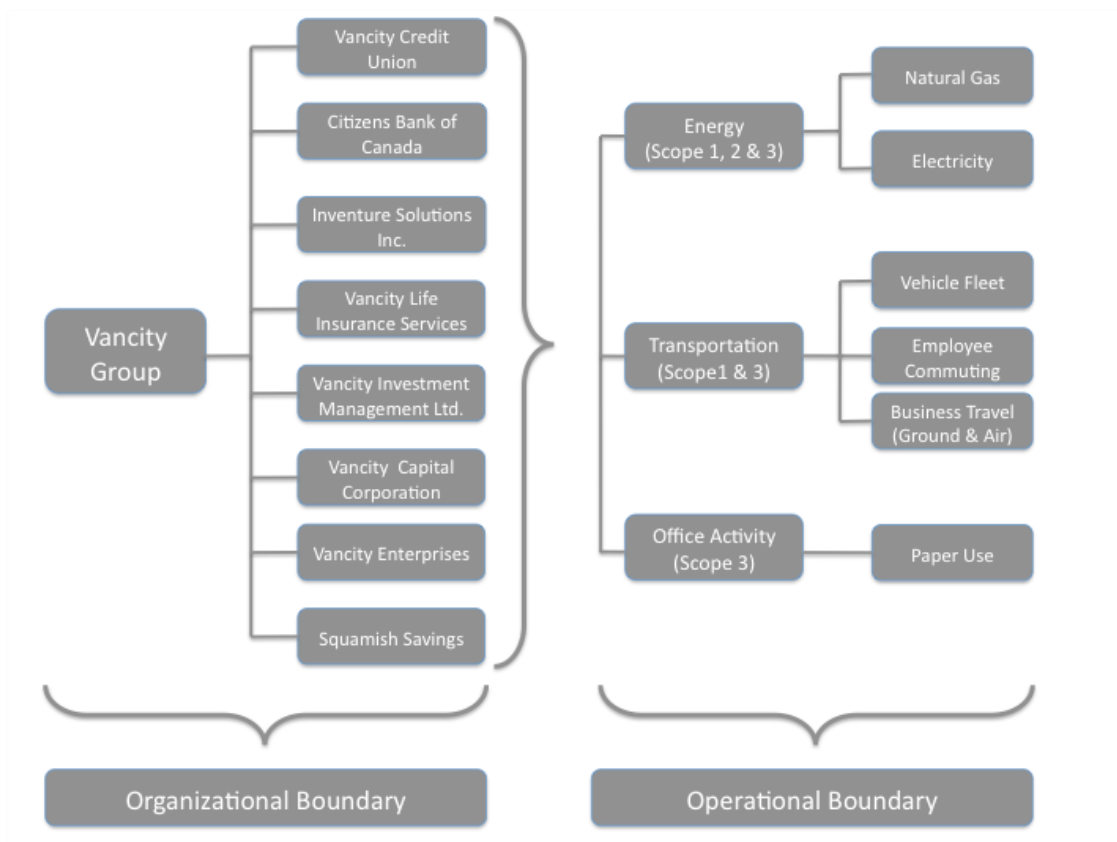 Vancity
Group
Vancity Credit
Union
Citizens Bank of
Canada
Inventure Solutions
Inc.
Vancity Life
Insurance Services
Vancity Investment
Management Ltd.
Vancity Capital
Corporation
Vancity Enterprises
Squamish Savings
Organizational Boundary
Energy
(Scope 1, 2 & 3)
Natural Gas
Electricity
Transportation
(Scope1 & 3)
Vehicle Fleet
Employee
Commuting
Business Travel
(Ground & Air)
Office Activity
(Scope 3)
Paper Use
Operational Boundary